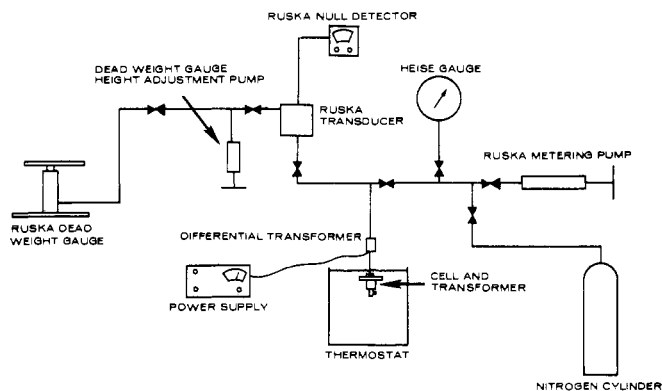 RUSKA NULL DETECTOR
DEAD WEIGHT GAUGE
HEIGHT ADJUSTMENT PUMP
HEISE GAUGE
RUSKA
TRANSDUCER
RUSKA METERING PUMP
RUSKA DEAD
WEIGHT GAUGE
DIFFERENTIAL TRANSFORMER
CELL AND
TRANSFORMER
POWER SUPPLY
THERMOSTAT
NITROGEN CYLINDER